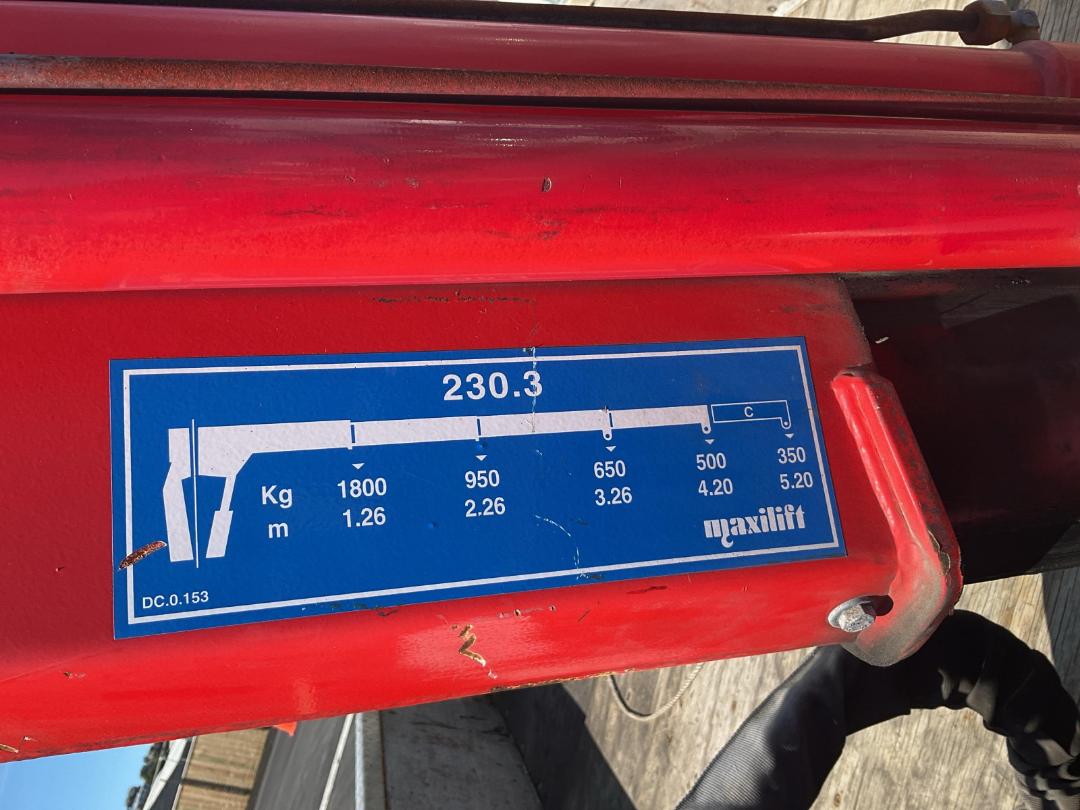 230.3
C
Kg 1800 950 650 500 350
m 1.26 2.26 3.26 4.20 5.20
maxilift
DC.0.153